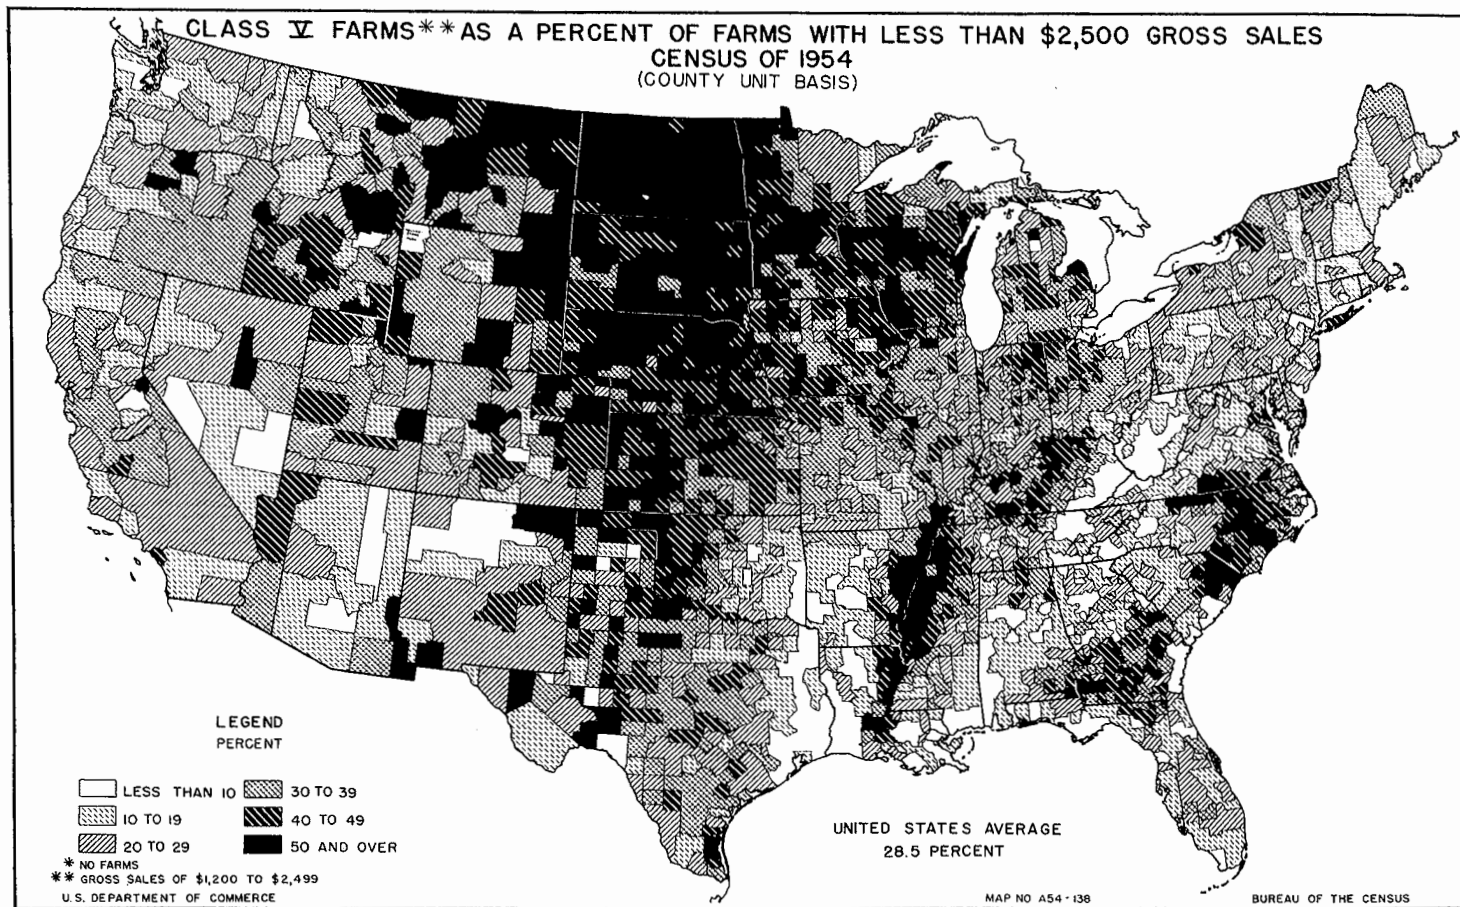 CLASS V FARMS** AS A PERCENT OF FARMS WITH LESS THAN $2,500 GROSS SALES
CENSUS OF 1954
(COUNTY UNIT BASIS)
LEGEND
PERCENT
LESS THAN 10
30 TO 39
10 TO 19
40 TO 49
20 TO 29
50 AND OVER
* NO FARMS
** GROSS SALES OF $1,200 TO $2,499
U.S. DEPARTMENT OF COMMERCE
UNITED STATES AVERAGE
28.5 PERCENT
MAP NO A54-138
BUREAU OF THE CENSUS